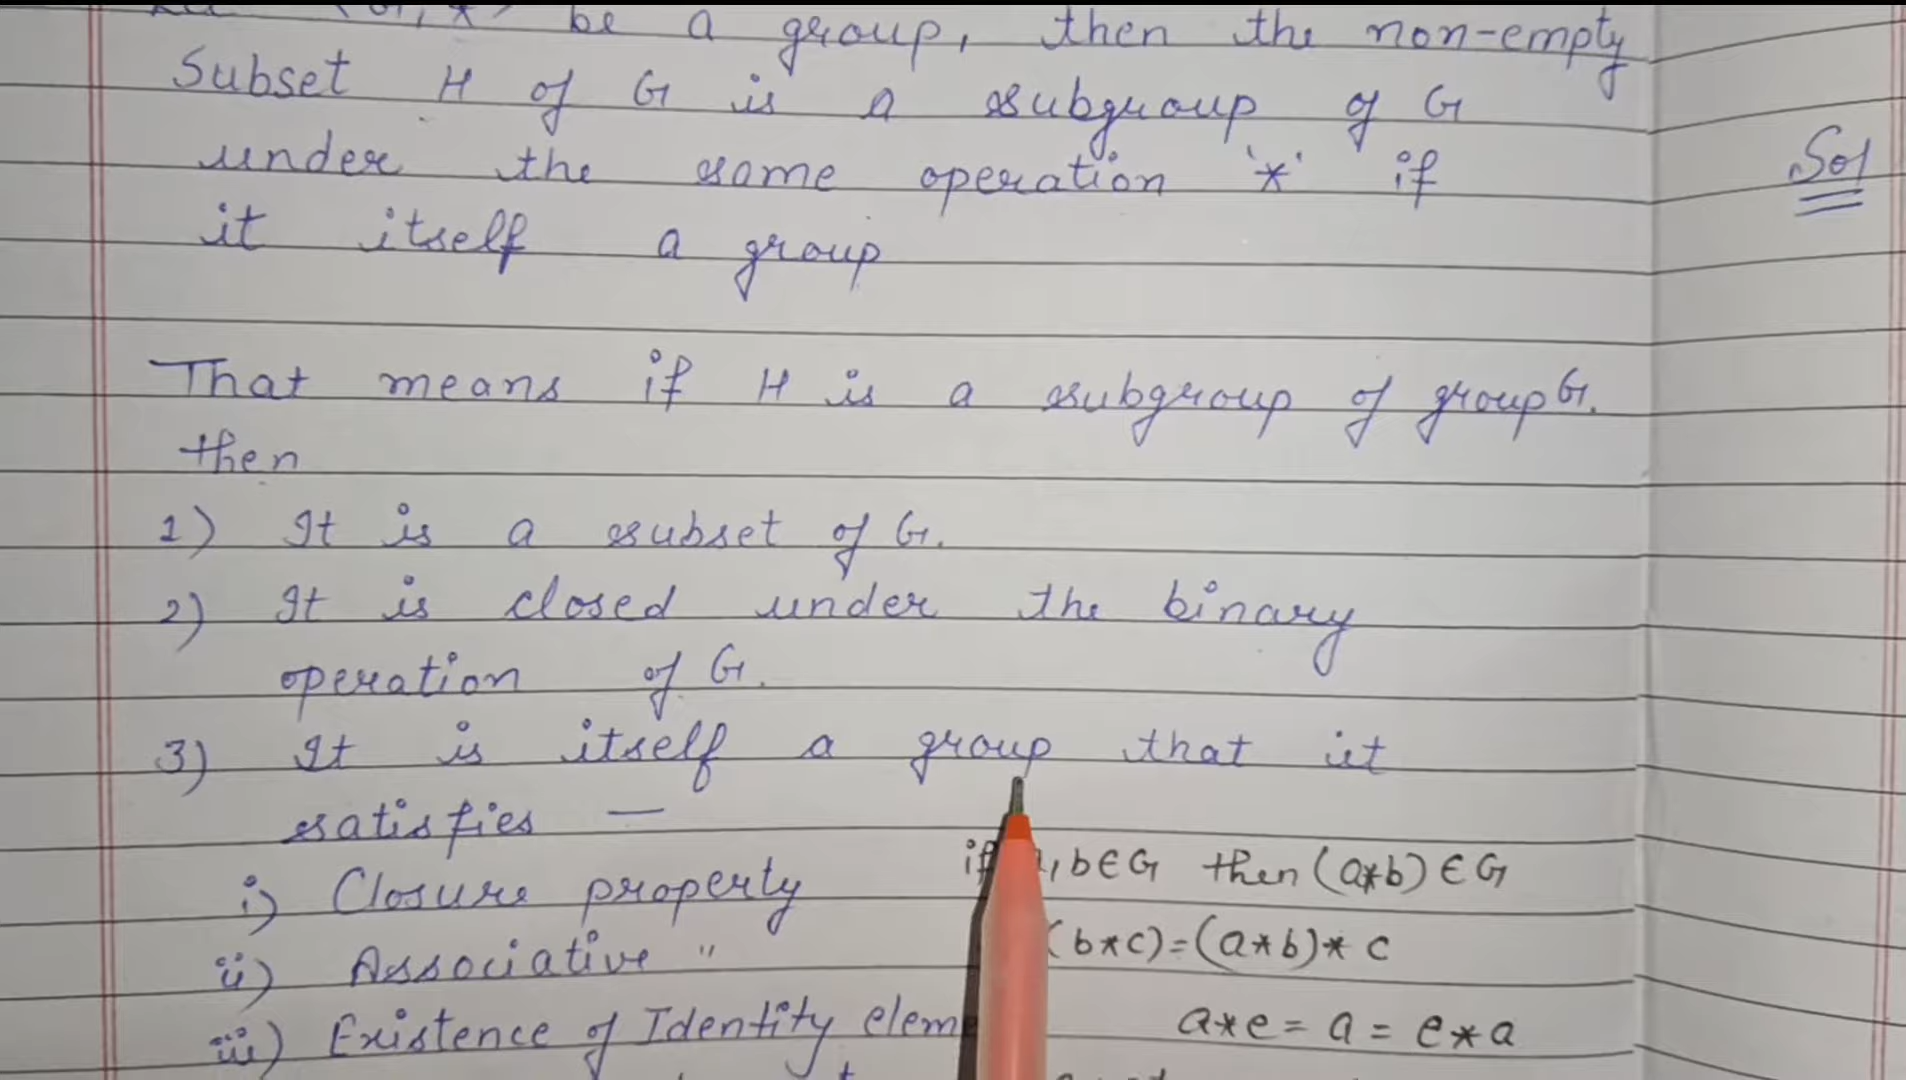 be a group, then the non-empty
Subset H of G is a subgroup of G
under the same operation '*' if
it itself a group
Sol
That means if H is a subgroup of group G.
then
1) It is a subset of G.
2) It is closed under the binary
operation of G.
3) It is itself a group that it
satisfies —
i) Closure property if , b ∈ G then (a*b) ∈ G
ii) Associative " (b*c)=(a*b)* c
iii) Existence of Identity eleme a*e = a = e*a